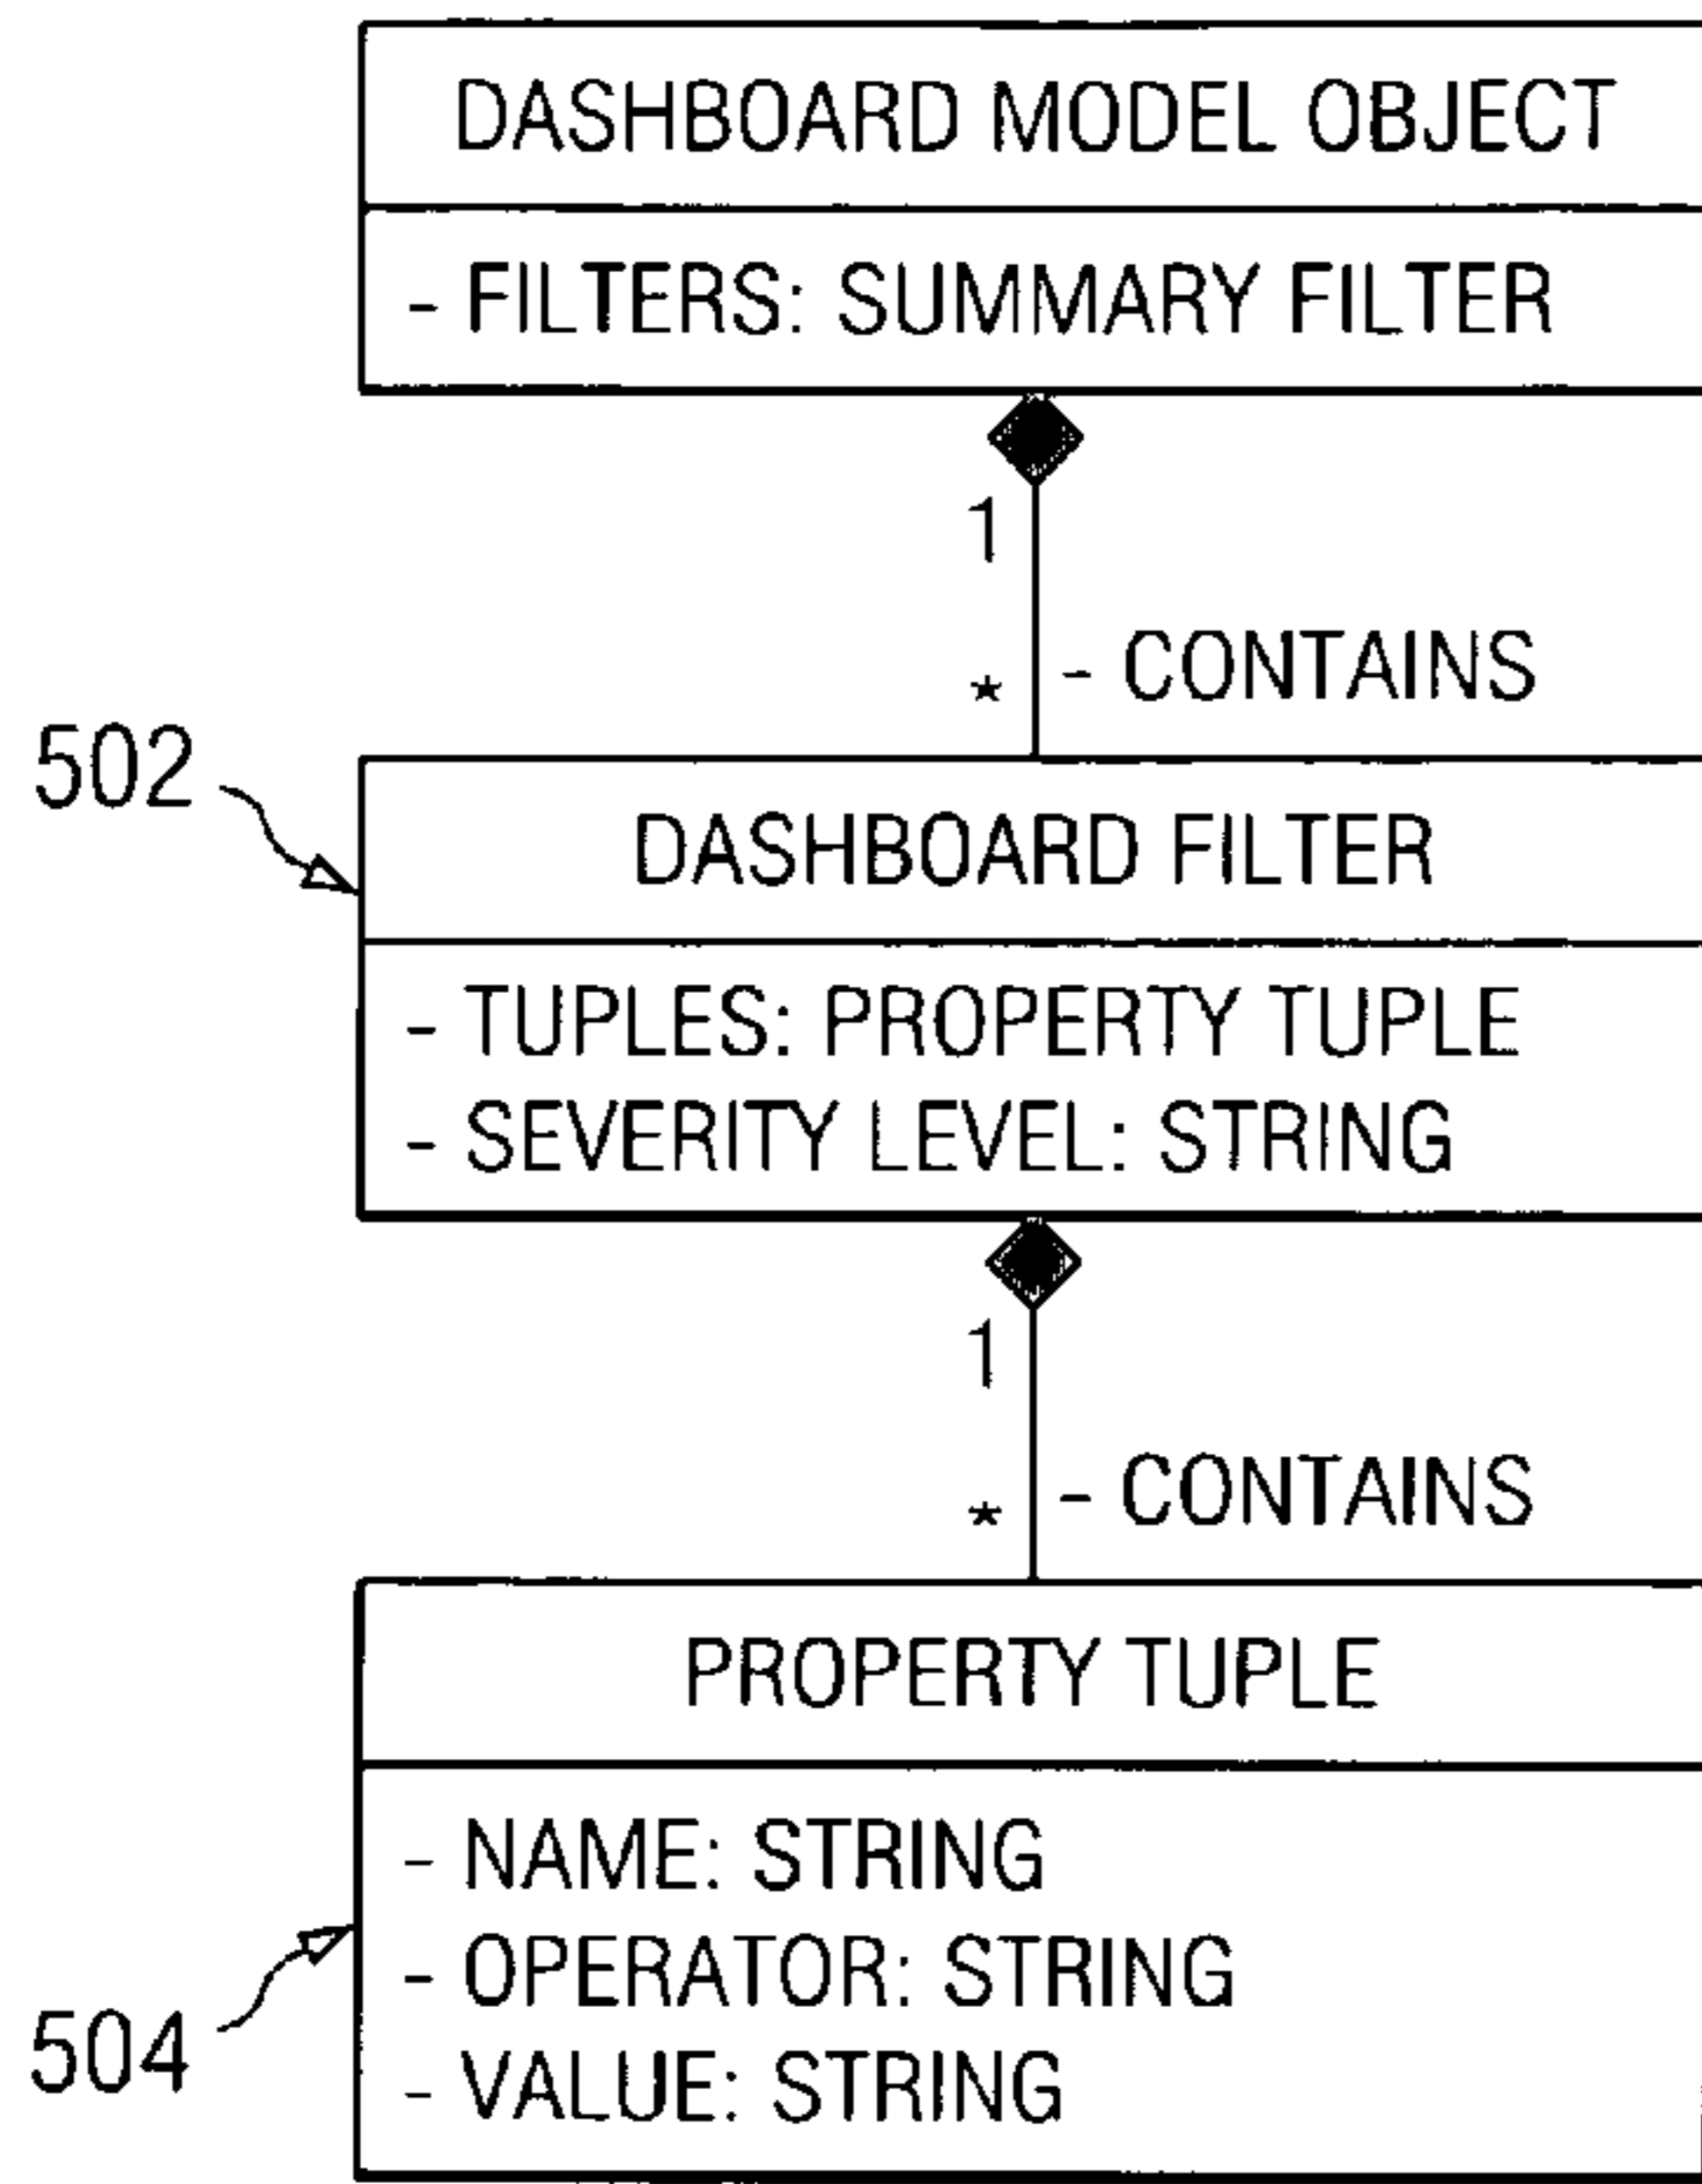 DASHBOARD MODEL OBJECT
- FILTERS: SUMMARY FILTER
1
* - CONTAINS
502
DASHBOARD FILTER
- TUPLES: PROPERTY TUPLE
- SEVERITY LEVEL: STRING
1
* - CONTAINS
PROPERTY TUPLE
- NAME: STRING
- OPERATOR: STRING
504
- VALUE: STRING